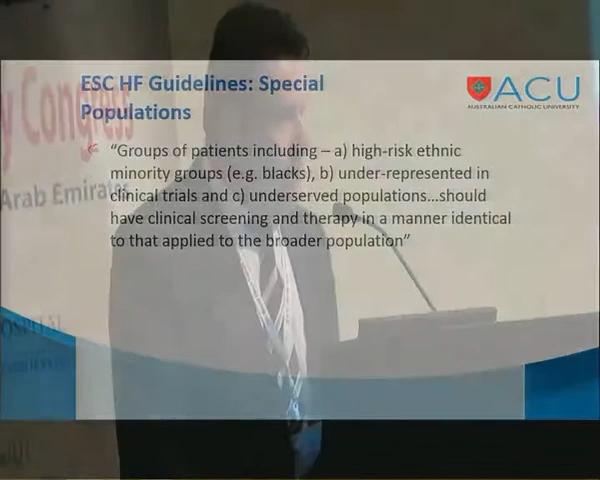 ESC HF Guidelines: Special
Populations
ACU
AUSTRALIAN CATHOLIC UNIVERSITY
“Groups of patients including – a) high-risk ethnic
minority groups (e.g. blacks), b) under-represented in
clinical trials and c) underserved populations...should
have clinical screening and therapy in a manner identical
to that applied to the broader population”
y Congress
Arab Emirates